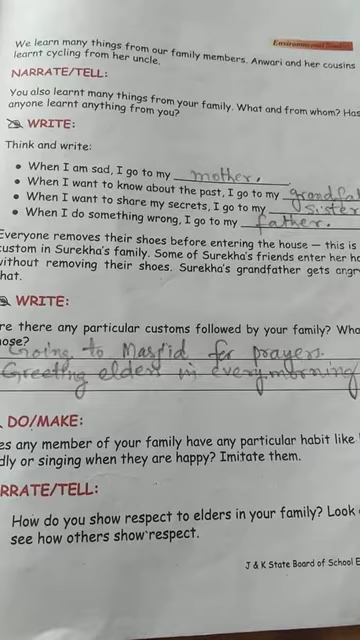 Environmental Studies
We learn many things from our family members. Anwari and her cousins
learnt cycling from her uncle.
NARRATE/TELL:
You also learnt many things from your family. What and from whom? Has
anyone learnt anything from you?
WRITE:
Think and write:
• When I am sad, I go to my mother.
• When I want to know about the past, I go to my grandfat
• When I want to share my secrets, I go to my sister
• When I do something wrong, I go to my father.
Everyone removes their shoes before entering the house — this is
custom in Surekha's family. Some of Surekha's friends enter her ho
without removing their shoes. Surekha's grandfather gets angr
hat.
WRITE:
re there any particular customs followed by your family? Wha
hose?
Going to Masjid for prayers.
Greeting elders in every morning
DO/MAKE:
es any member of your family have any particular habit like
dly or singing when they are happy? Imitate them.
RRATE/TELL:
How do you show respect to elders in your family? Look
see how others show respect.
J & K State Board of School E